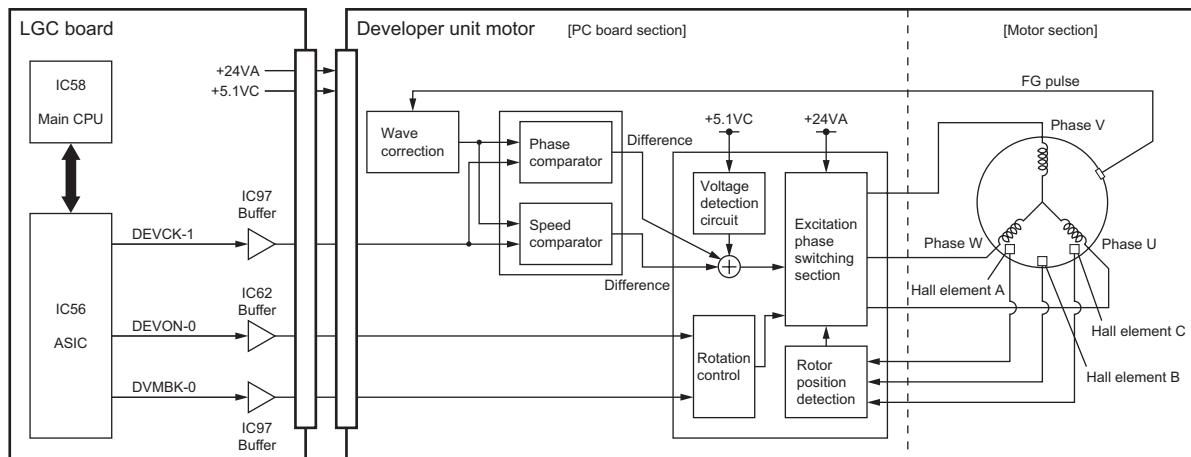 LGC board
Developer unit motor
[PC board section]
[Motor section]
+24VA
+5.1VC
IC58
Main CPU
FG pulse
Wave
correction
Phase
comparator
Difference
+5.1VC
+24VA
Phase V
IC97
Buffer
Voltage
detection
circuit
Excitation
phase
switching
section
DEVCK-1
Speed
comparator
Phase W
Phase U
Difference
Hall element A
IC56
ASIC
IC62
Buffer
DEVON-0
Rotation
control
Rotor
position
detection
Hall element C
Hall element B
DVMBK-0
IC97
Buffer